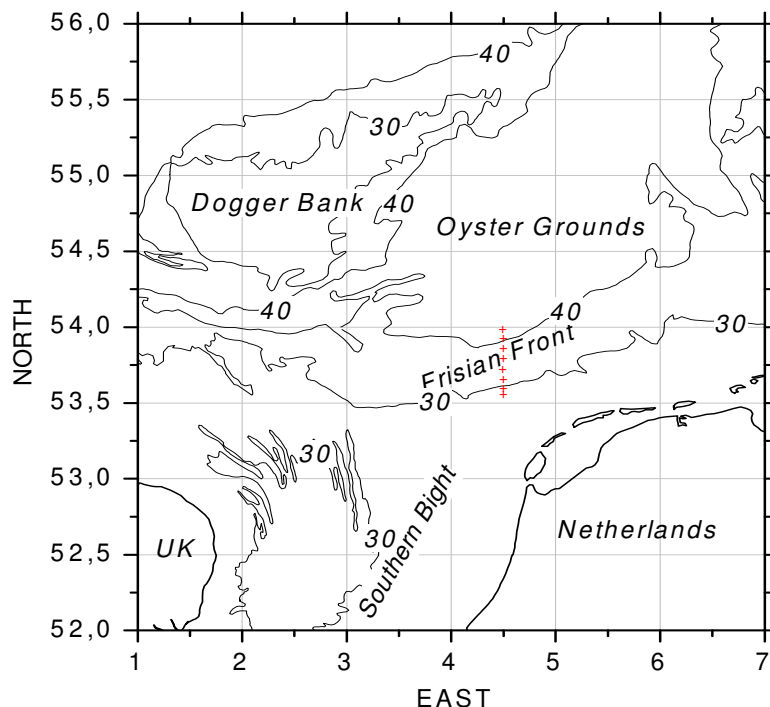 56,0
40
55,5
30
55,0
Dogger Bank
40
Oyster Grounds
54,5
NORTH
40
40
54,0
30
Frisian Front
53,5
30
30
53,0
Southern Bight
30
Netherlands
52,5
UK
52,0
1 2 3 4 5 6 7
EAST